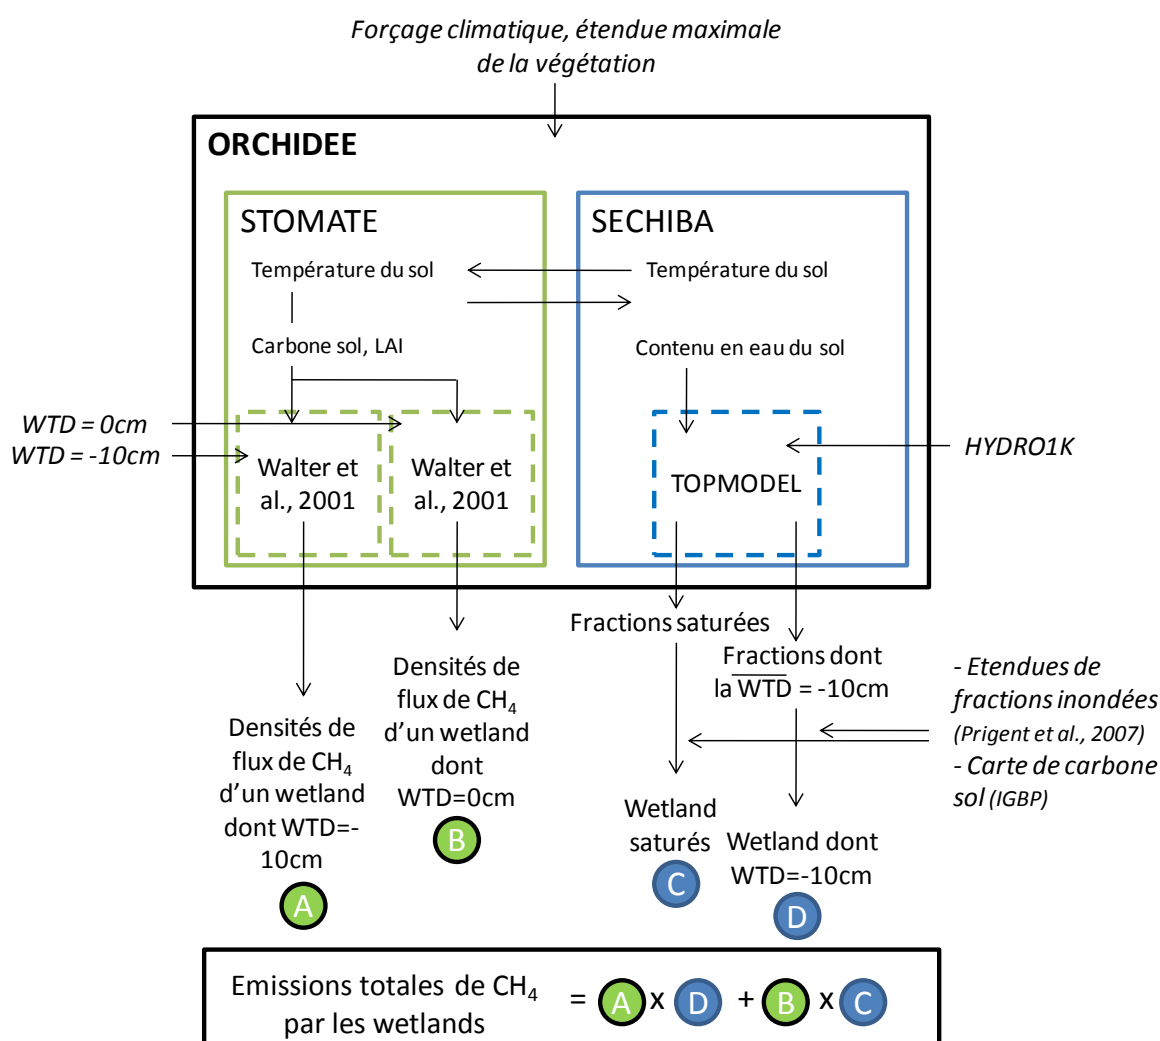 Forçage climatique, étendue maximale
de la végétation
ORCHIDEE
STOMATE
SECHIBA
Température du sol
Température du sol
Carbone sol, LAI
Contenu en eau du sol
WTD = 0cm
WTD = -10cm
Walter et
al., 2001
Walter et
al., 2001
TOPMODEL
HYDRO1K
Fractions saturées
Fractions dont
la WTD = -10cm
- Etendues de
fractions inondées
(Prigent et al., 2007)
- Carte de carbone
sol (IGBP)
Densités de
flux de CH4
d'un wetland
dont
WTD=0cm
B
Densités de
flux de CH4
d'un wetland
dont WTD=-
10cm
A
Wetland
saturés
C
Wetland dont
WTD=-10cm
D
Emissions totales de CH4
par les wetlands
= A x D + B x C